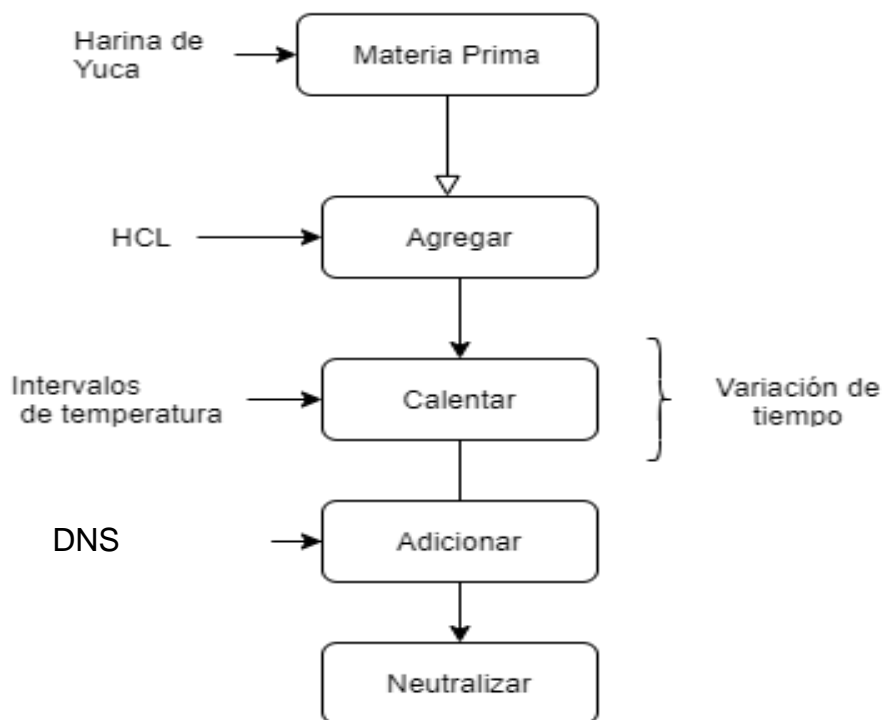 Harina de
Yuca
Materia Prima
HCL
Agregar
Intervalos
de temperatura
Calentar
Variación de
tiempo
DNS
Adicionar
Neutralizar